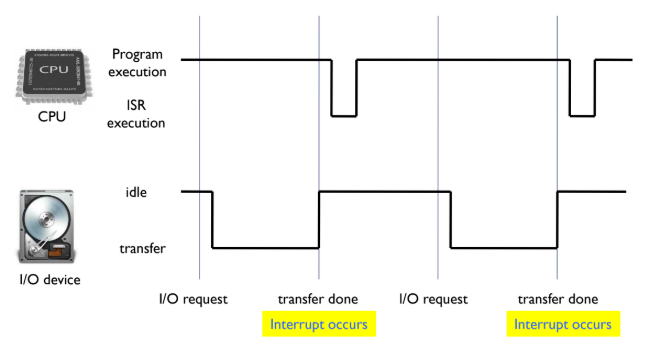 Program
execution
CPU
CPU
ISR
execution
idle
transfer
I/O device
I/O request
transfer done
I/O request
transfer done
Interrupt occurs
Interrupt occurs